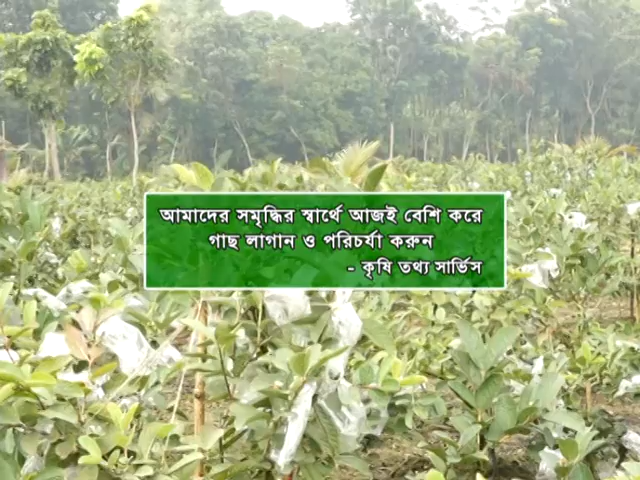 আমাদের সমৃদ্ধির স্বার্থে আজই বেশি করে
গাছ লাগান ও পরিচর্যা করুন
- কৃষি তথ্য সার্ভিস